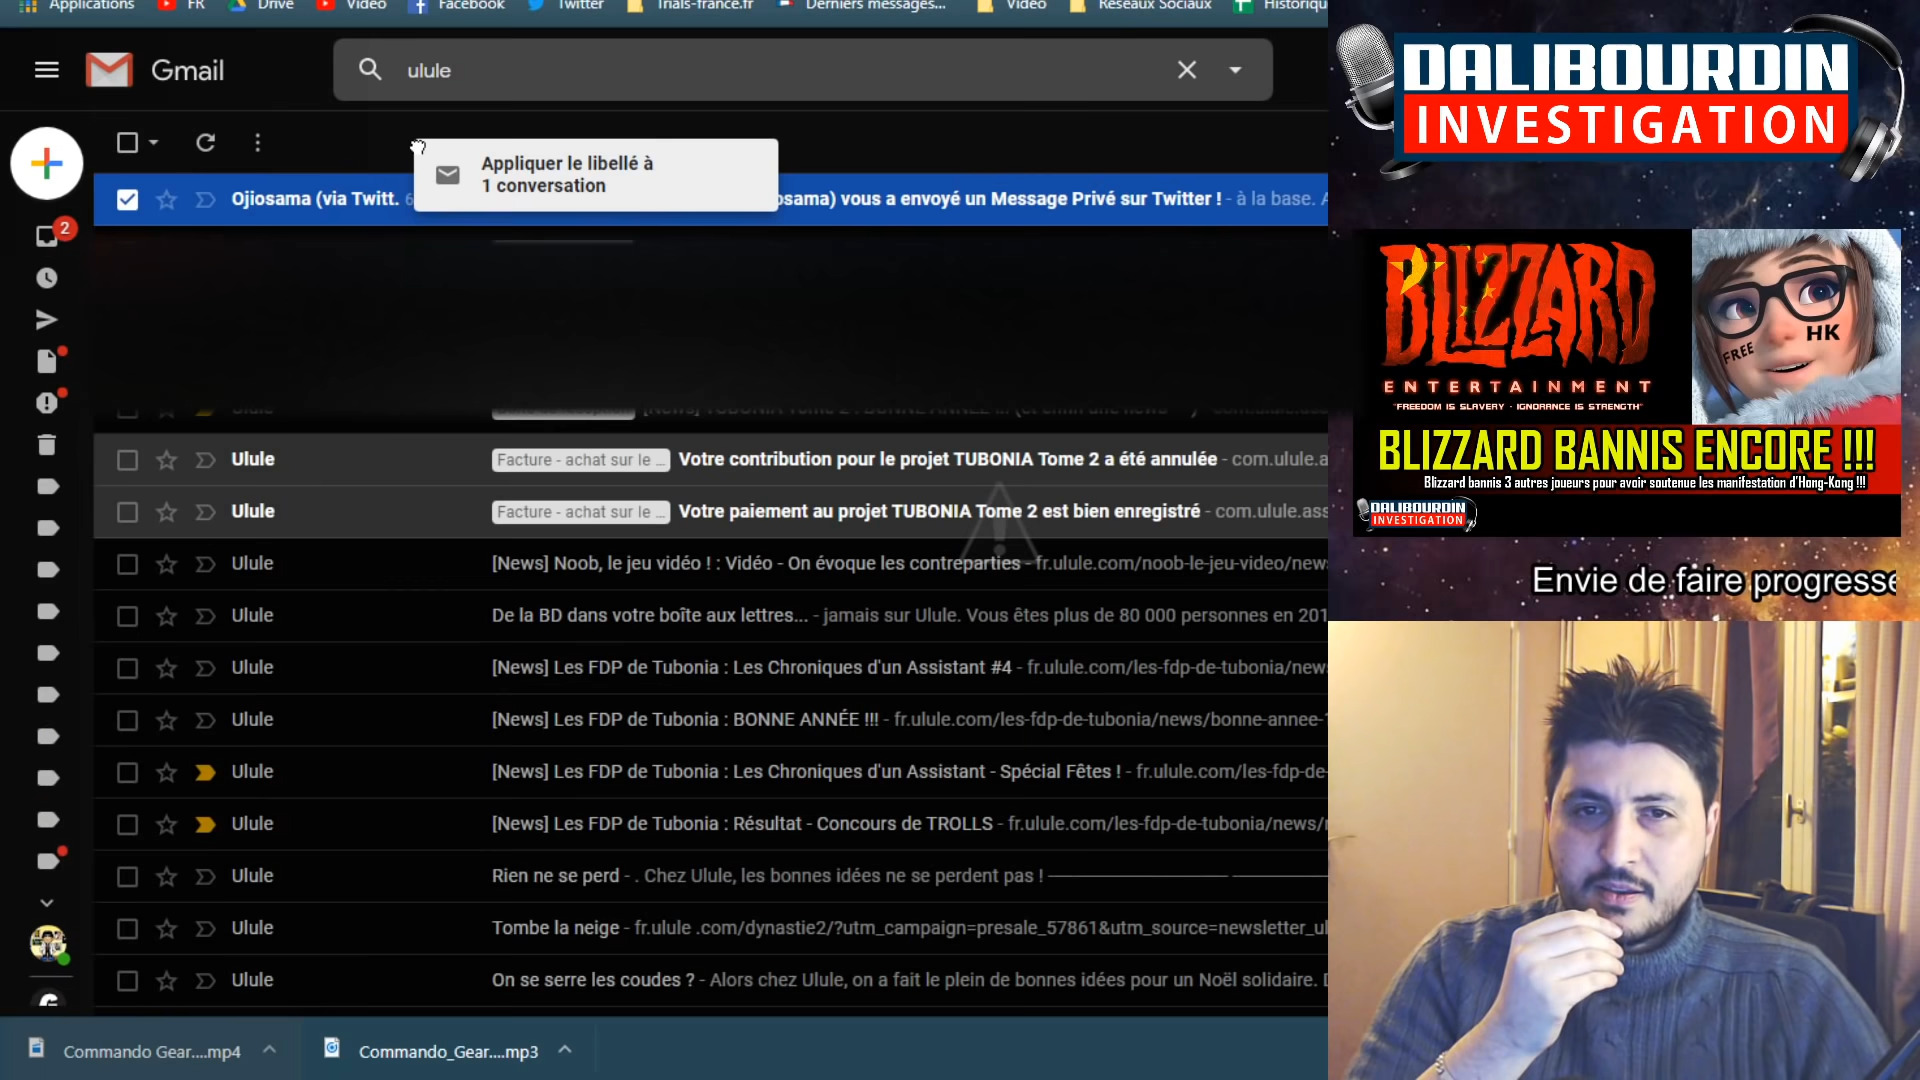 Applications
FR
Drive
Vidéo
Facebook
Twitter
Trials-france.fr
Derniers messages...
Vidéo
Réseaux Sociaux
Gmail
ulule
Appliquer le libellé à
1 conversation
Ojiosama (via Twitt.
osama) vous a envoyé un Message Privé sur Twitter ! - à la base.
2
Ulule
Ulule Facture - achat sur le ... Votre contribution pour le projet TUBONIA Tome 2 a été annulée - com.ulule.a
Ulule Facture - achat sur le ... Votre paiement au projet TUBONIA Tome 2 est bien enregistré - com.ulule.ass
Ulule [News] Noob, le jeu vidéo ! : Vidéo - On évoque les contreparties - fr.ulule.com/noob-le-jeu-video/new
Ulule De la BD dans votre boîte aux lettres... - jamais sur Ulule. Vous êtes plus de 80 000 personnes en 201
Ulule [News] Les FDP de Tubonia : Les Chroniques d'un Assistant #4 - fr.ulule.com/les-fdp-de-tubonia/new
Ulule [News] Les FDP de Tubonia : BONNE ANNÉE !!! - fr.ulule.com/les-fdp-de-tubonia/news/bonne-annee-
Ulule [News] Les FDP de Tubonia : Les Chroniques d'un Assistant - Spécial Fêtes ! - fr.ulule.com/les-fdp-de-
Ulule [News] Les FDP de Tubonia : Résultat - Concours de TROLLS - fr.ulule.com/les-fdp-de-tubonia/news/
Ulule Rien ne se perd - . Chez Ulule, les bonnes idées ne se perdent pas !
Ulule Tombe la neige - fr.ulule .com/dynastie2/?utm_campaign=presale_57861&utm_source=newsletter_ul
Ulule On se serre les coudes ? - Alors chez Ulule, on a fait le plein de bonnes idées pour un Noël solidaire.
Commando Gear....mp4
Commando_Gear....mp3
DALIBOURDIN
INVESTIGATION
BLIZZARD
ENTERTAINMENT
"FREEDOM IS SLAVERY - IGNORANCE IS STRENGTH"
FREE
HK
BLIZZARD BANNIS ENCORE !!!
Blizzard bannis 3 autres joueurs pour avoir soutenue les manifestation d'Hong-Kong !!!
DALIBOURDIN
INVESTIGATION
Envie de faire progresse